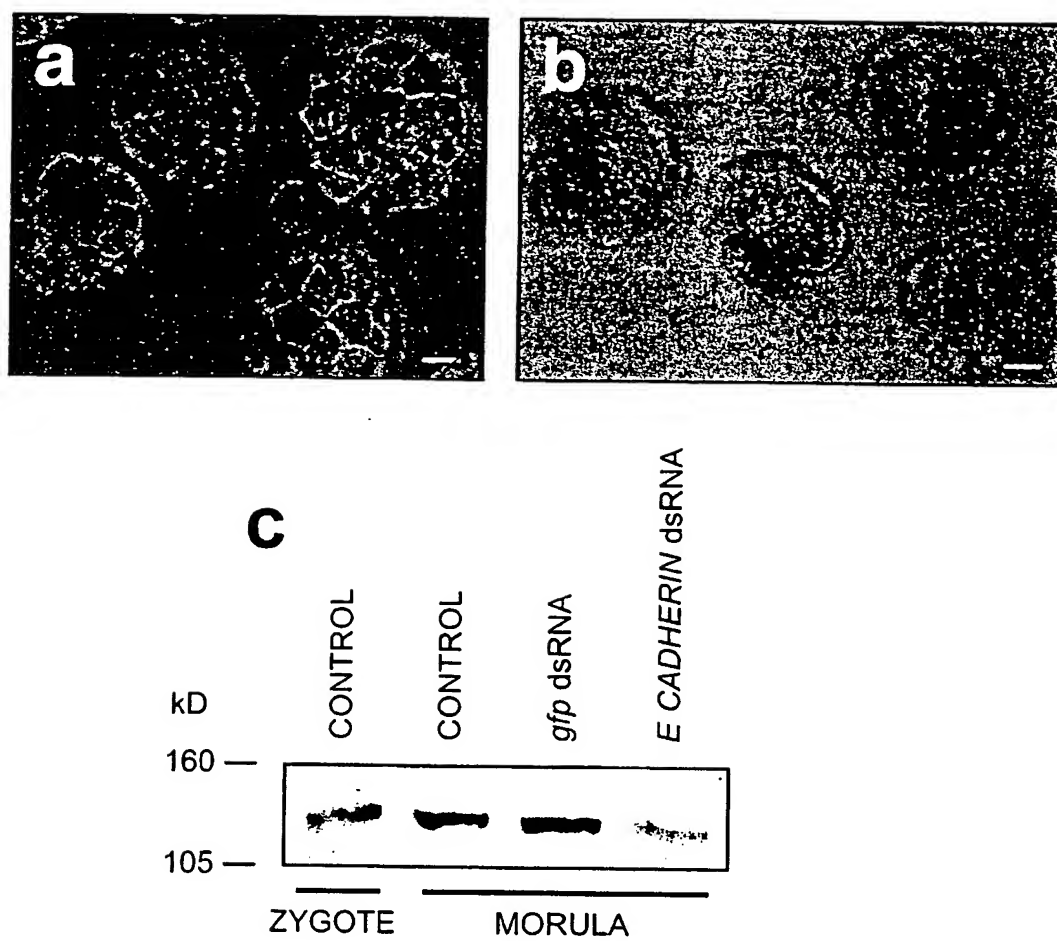 a
b
c
CONTROL
CONTROL
gfp dsRNA
E CADHERIN dsRNA
kD
160
105
ZYGOTE
MORULA